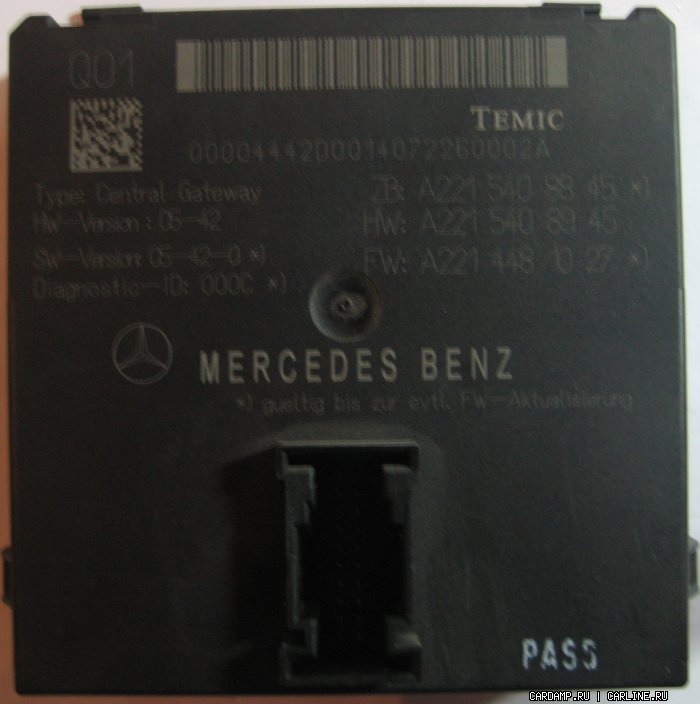 Q01
TEMIC
00004442D0014072260002A
Type: Central Gateway
ZB: A221 540 88 45 *)
HW-Version: 05-42
HW: A221 540 89 45
SW-Version: 05-42-0 *)
FW: A221 448 10 27 *)
Diagnostic-ID: 000C *)
MERCEDES BENZ
*) gueltig bis zur evtl. FW-Aktualisierung
PASS
CARDAMP.RU | CARLINE.RU